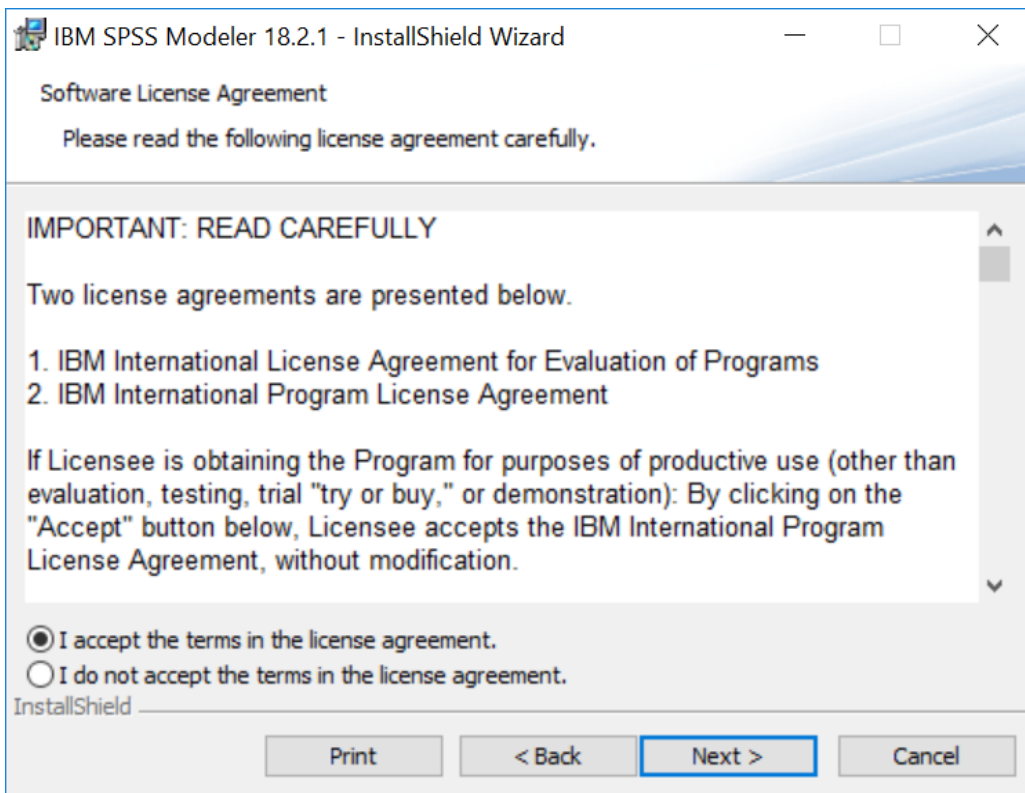 IBM SPSS Modeler 18.2.1 - InstallShield Wizard
Software License Agreement
Please read the following license agreement carefully.
IMPORTANT: READ CAREFULLY
Two license agreements are presented below.
1. IBM International License Agreement for Evaluation of Programs
2. IBM International Program License Agreement
If Licensee is obtaining the Program for purposes of productive use (other than
evaluation, testing, trial "try or buy," or demonstration): By clicking on the
"Accept" button below, Licensee accepts the IBM International Program
License Agreement, without modification.
I accept the terms in the license agreement.
I do not accept the terms in the license agreement.
InstallShield
Print < Back Next > Cancel